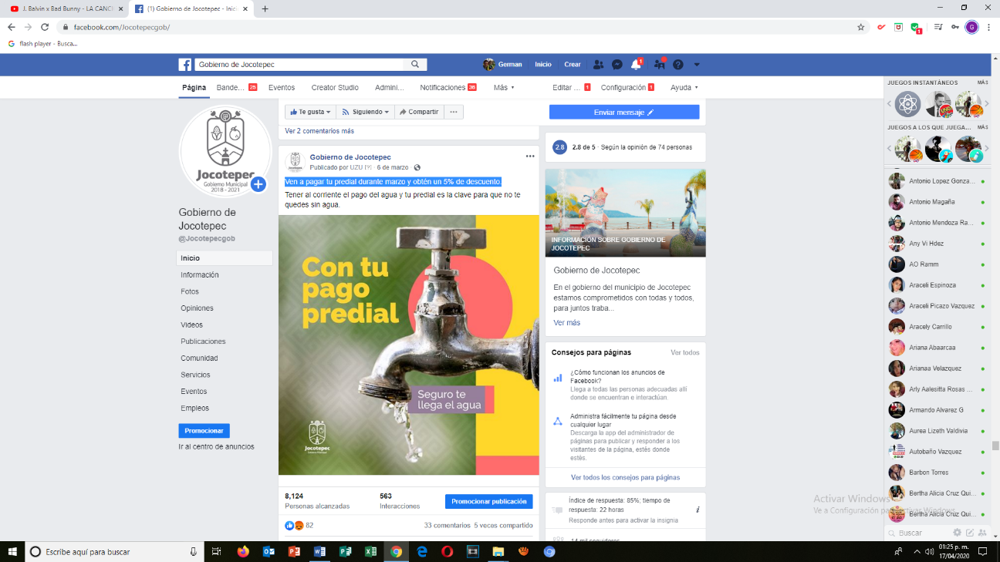 J. Balvin x Bad Bunny - LA CANCI
(1) Gobierno de Jocotepec - Inici
facebook.com/Jocotepecgob/
G
flash player - Busca...
Gobierno de Jocotepec
German
Inicio
Crear
1
Página
Bande... 25
Eventos
Creator Studio
Admini...
Notificaciones 36
Más
Editar ... 1
Configuración 1
Ayuda
Jocotepec
Gobierno Municipal
2018 - 2021
Gobierno de
Jocotepec
@Jocotepecgob
Inicio
Información
Fotos
Opiniones
Videos
Publicaciones
Comunidad
Servicios
Eventos
Empleos
Promocionar
Ir al centro de anuncios
Te gusta
Siguiendo
Compartir
Ver 2 comentarios más
Gobierno de Jocotepec
Publicado por UZU [?] · 6 de marzo ·
Ven a pagar tu predial durante marzo y obtén un 5% de descuento.
Tener al corriente el pago del agua y tu predial es la clave para que no te
quedes sin agua.
Con tu
pago
predial
Seguro te
llega el agua
Jocotepec
8,124
Personas alcanzadas
563
Interacciones
Promocionar publicación
82
33 comentarios 5 veces compartido
Enviar mensaje
2.8
2.8 de 5 · Según la opinión de 74 personas
INFORMACIÓN SOBRE GOBIERNO DE
JOCOTEPEC
Gobierno de Jocotepec
En el gobierno del municipio de Jocotepec
estamos comprometidos con todas y todos,
para juntos traba...
Ver más
Consejos para páginas
Ver todos
¿Cómo funcionan los anuncios de
Facebook?
Llega a todas las personas adecuadas allí
donde se encuentran o interactúan.
Administra fácilmente tu página desde
cualquier lugar
Descarga la app del administrador de
páginas para publicar y responder a los
visitantes de la página, estés donde
estés.
Ver todos los consejos para páginas
Índice de respuesta: 85%; tiempo de
respuesta: 22 horas
Responde antes para activar la insignia
14 mil seguidores
JUEGOS INSTANTÁNEOS
MÁS
JUEGOS A LOS QUE JUEGA...
MÁS
Antonio Lopez Gonza...
Antonio Magaña
Antonio Mendoza Ra...
Any Vi Hdez
AO Ramm
Araceli Espinoza
Araceli Picazo Vazquez
Aracely Carrillo
Ariana Abaarcaa
Arianaa Velazquez
Arly Aalesitta Rosas ...
Armando Alvarez G
Aurea Lizeth Valdivia
Autobaño Vazquez
Barbon Torres
Bertha Alicia Cruz Qui...
Bertha Alicia Cruz Qui...
Buscar
Activar Windows
Ve a Configuración para activar Windows.
Escribe aquí para buscar
01:25 p. m.
17/04/2020